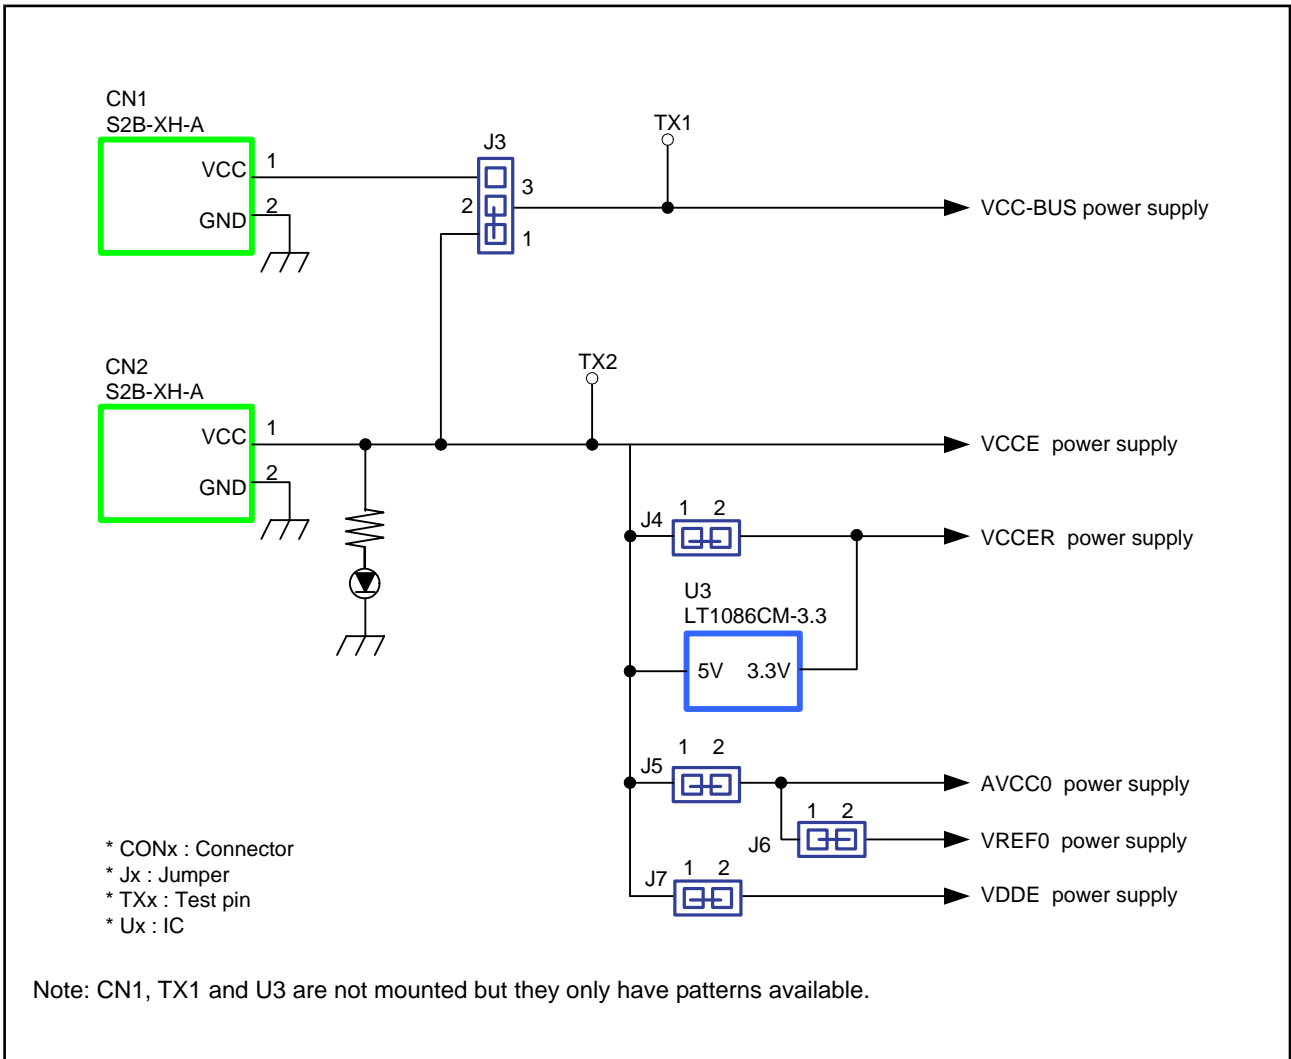 CN1
S2B-XH-A
VCC
1
GND
2
J3
3
2
1
TX1
VCC-BUS power supply
CN2
S2B-XH-A
VCC
1
GND
2
TX2
VCCE power supply
J4
1 2
VCCER power supply
U3
LT1086CM-3.3
5V 3.3V
J5
1 2
AVCC0 power supply
J6
1 2
VREF0 power supply
J7
1 2
VDDE power supply
* CONx : Connector
* Jx : Jumper
* TXx : Test pin
* Ux : IC
Note: CN1, TX1 and U3 are not mounted but they only have patterns available.